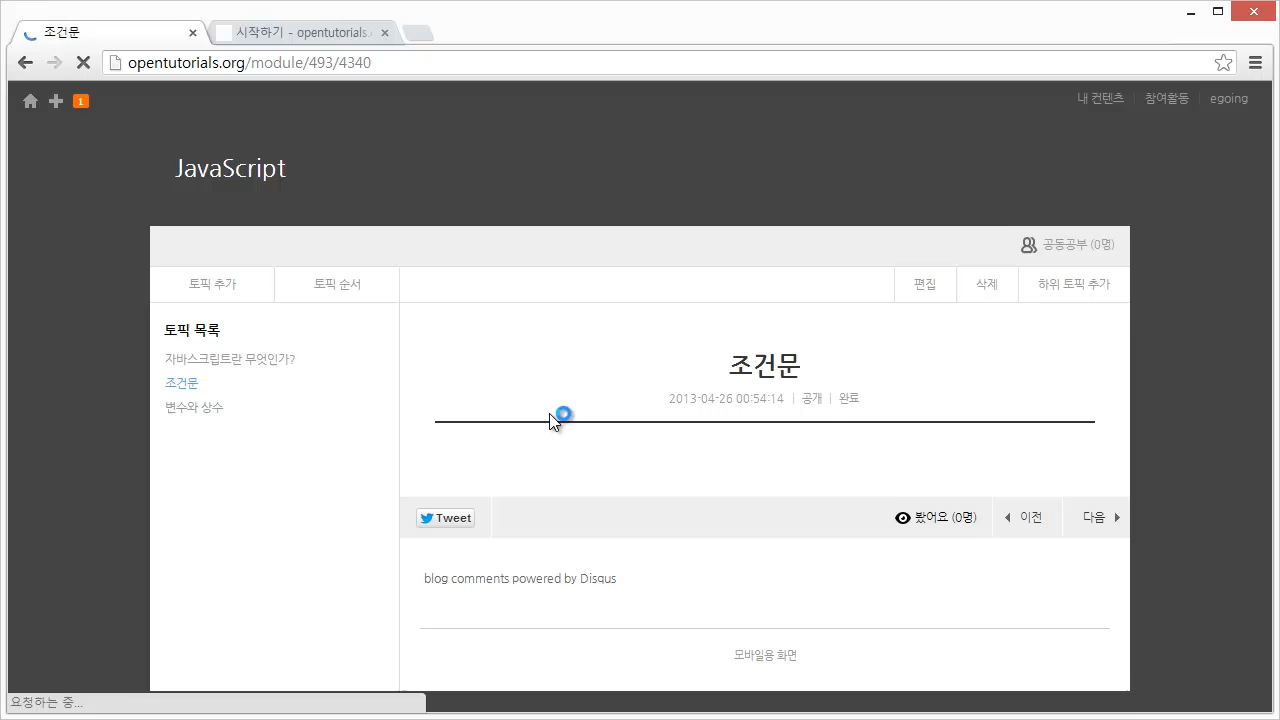 조건문
시작하기 - opentutorials.
opentutorials.org/module/493/4340
1
내 컨텐츠 참여활동 egoing
JavaScript
공동공부 (0명)
토픽 추가 토픽 순서 편집 삭제 하위 토픽 추가
토픽 목록
자바스크립트란 무엇인가?
조건문
변수와 상수
조건문
2013-04-26 00:54:14 | 공개 | 완료
Tweet 봤어요 (0명) 이전 다음
blog comments powered by Disqus
모바일용 화면
요청하는 중...